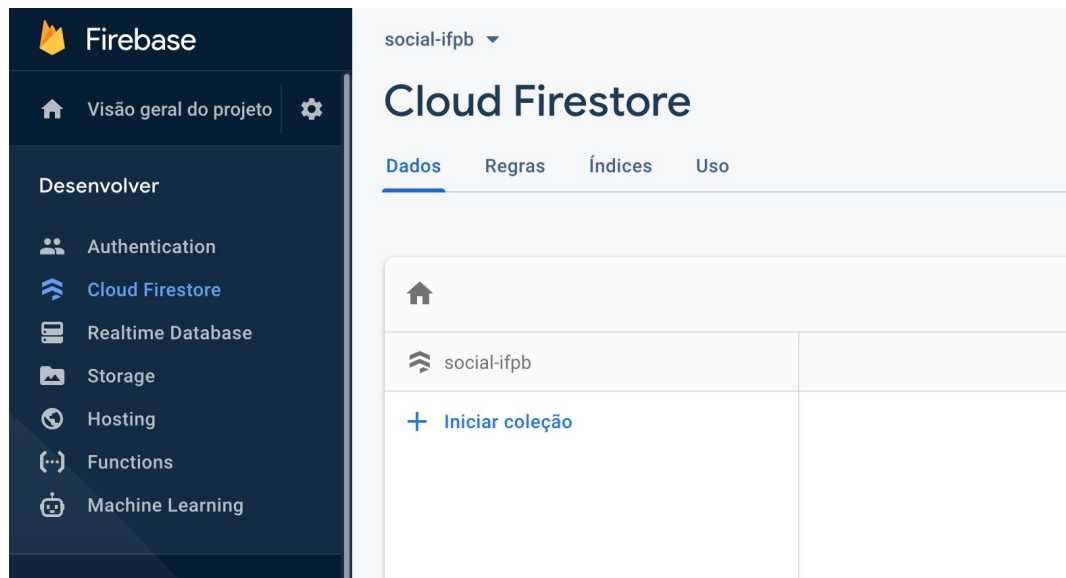 Firebase
Visão geral do projeto
Desenvolver
Authentication
Cloud Firestore
Realtime Database
Storage
Hosting
Functions
Machine Learning
social-ifpb
Cloud Firestore
Dados Regras Índices Uso
social-ifpb
Iniciar coleção